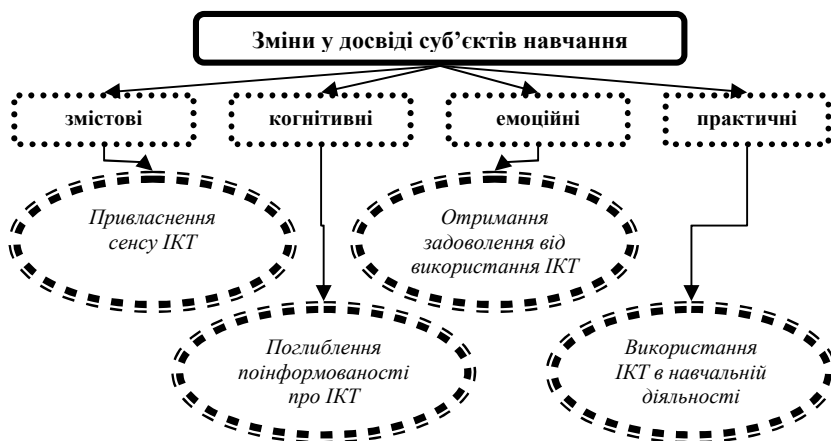 Зміни у досвіді суб’єктів навчання
змістові
когнітивні
емоційні
практичні
Привласнення
сенсу ІКТ
Отримання
задоволення від
використання ІКТ
Поглиблення
поінформованості
про ІКТ
Використання
ІКТ в навчальній
діяльності